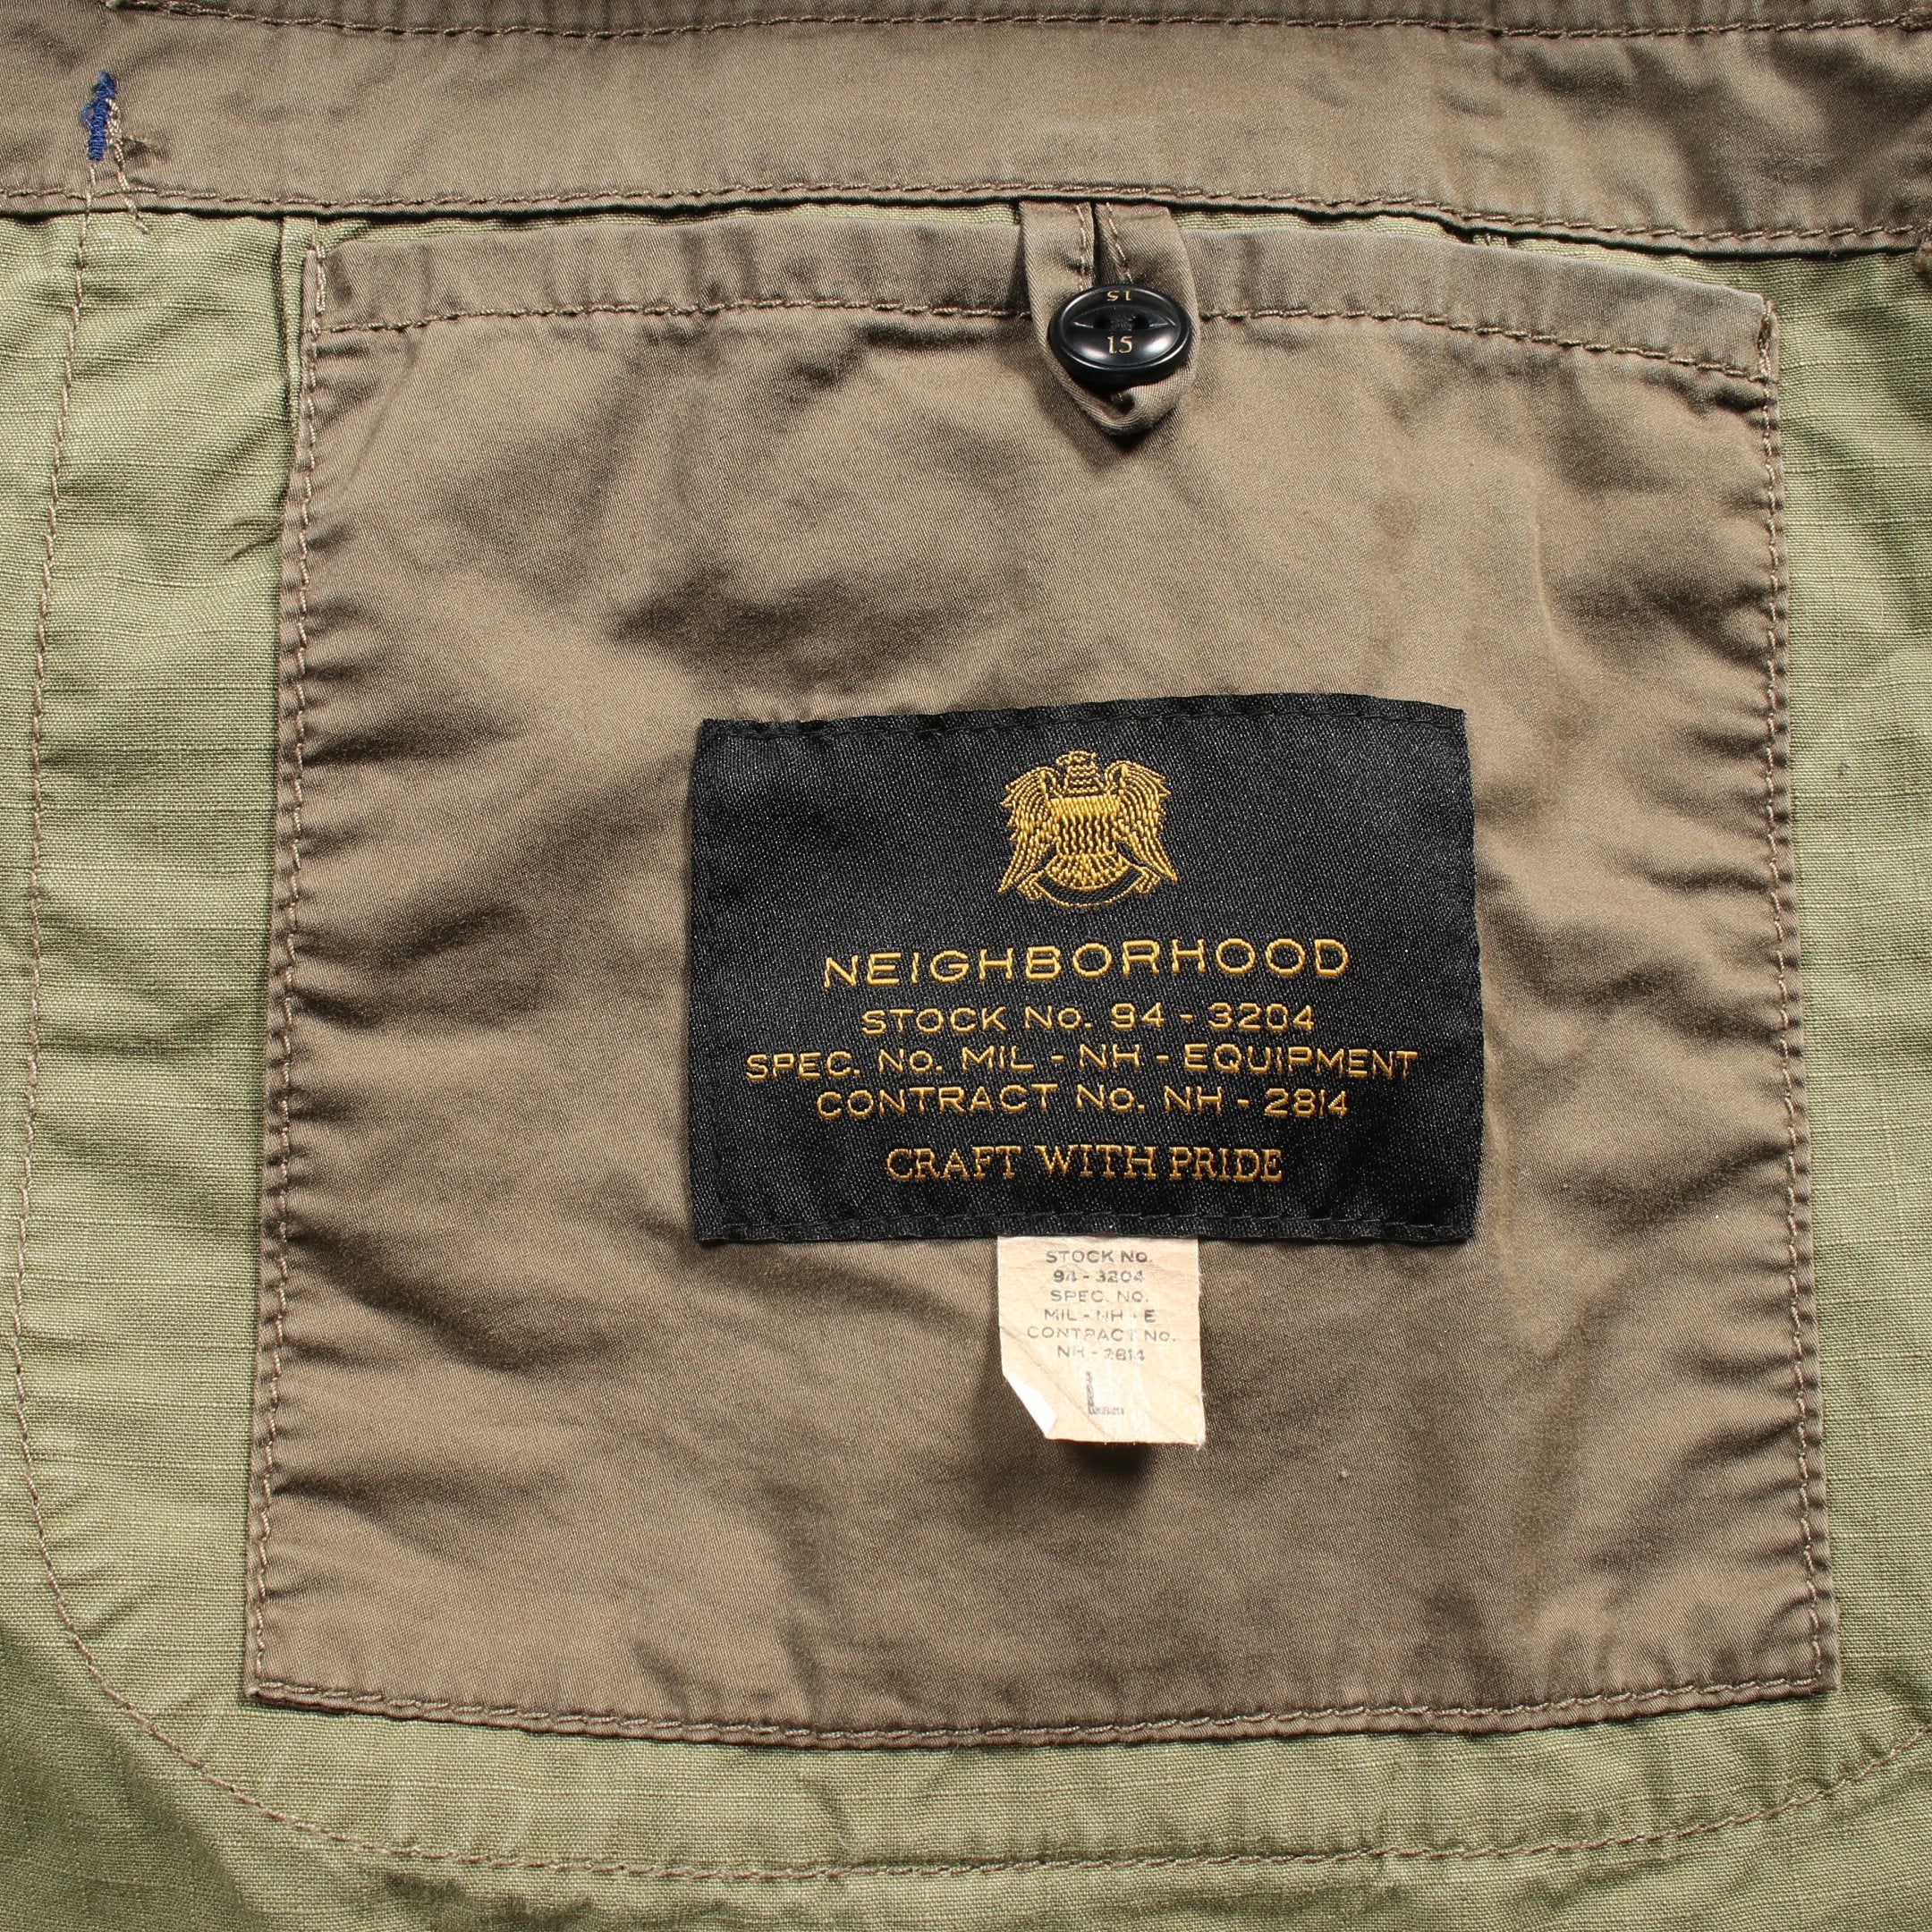 15
15
NEIGHBORHOOD
STOCK No. 94 - 3204
SPEC. No. MIL - NH - EQUIPMENT
CONTRACT No. NH - 2814
CRAFT WITH PRIDE
STOCK No.
94 - 3204
SPEC. No.
MIL - NH - E
CONTRACT No.
NH - 2814
L